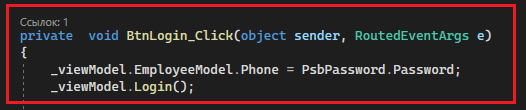 Ссылок: 1
private  void BtnLogin_Click(object sender, RoutedEventArgs e)
{
    _viewModel.EmployeeModel.Phone = PsbPassword.Password;
    _viewModel.Login();